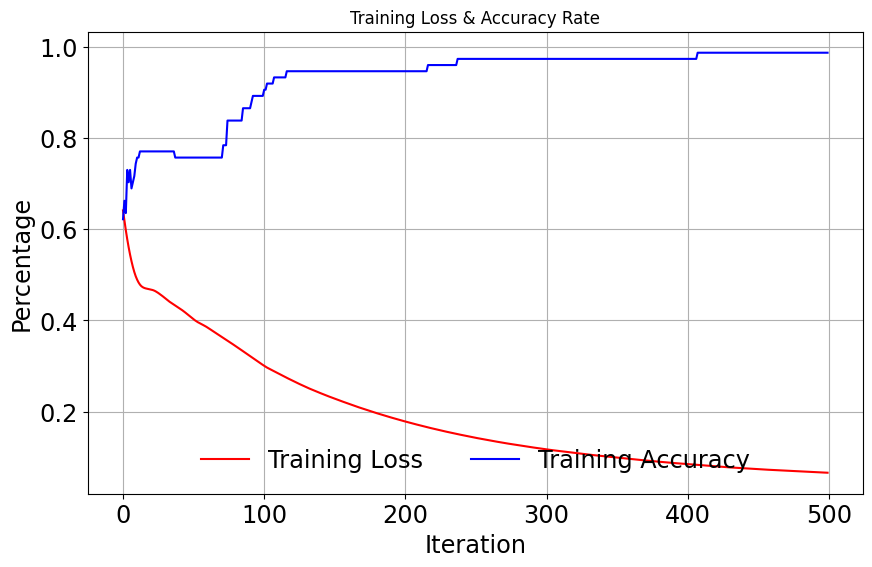 Training Loss & Accuracy Rate
Percentage
1.0
0.8
0.6
0.4
0.2
Training Loss
Training Accuracy
0 100 200 300 400 500
Iteration